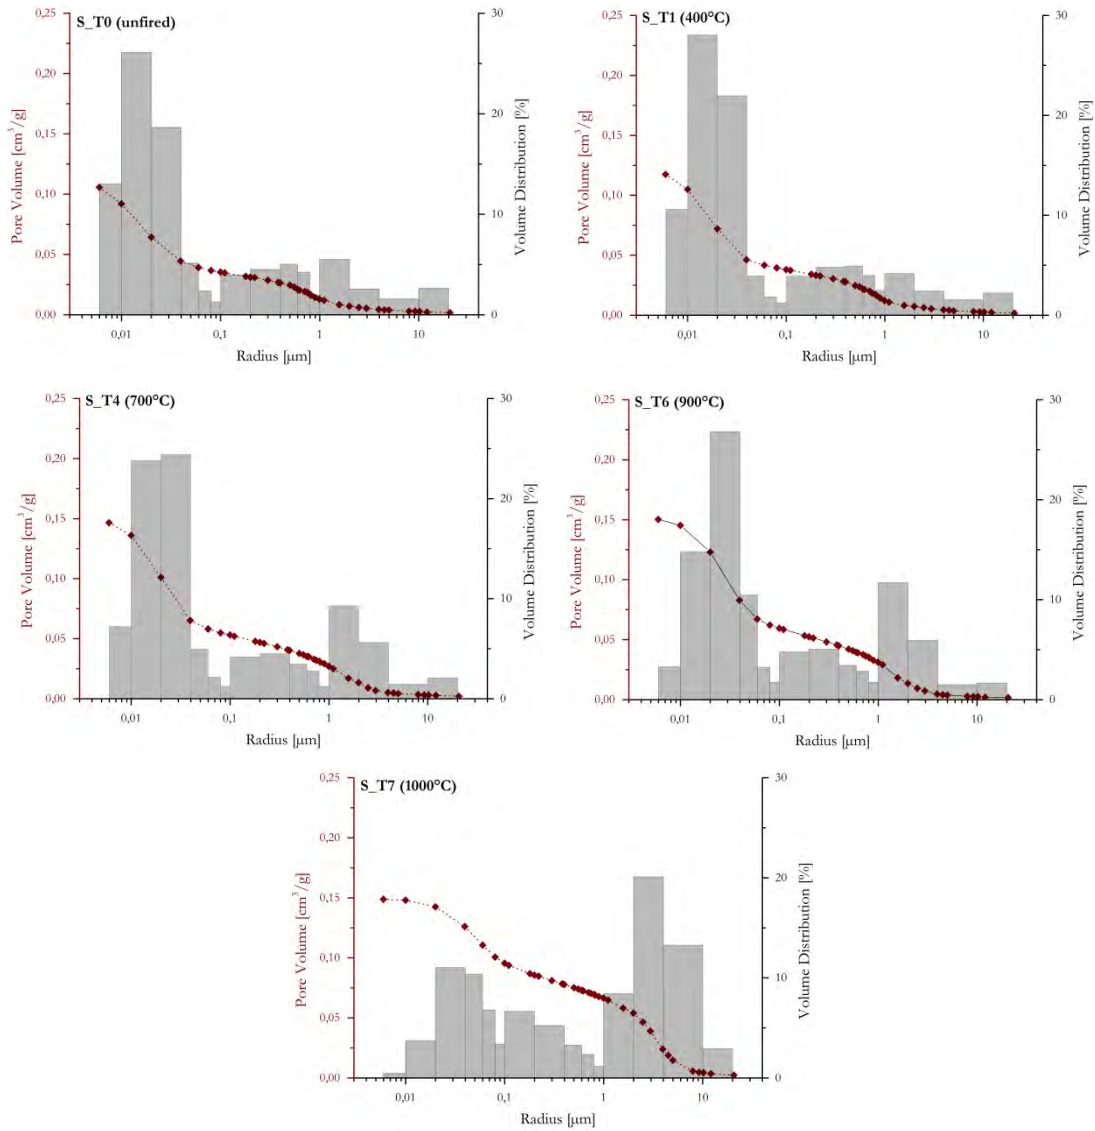 S_T0 (unfired)
Pore Volume [cm³/g]
0,25
0,20
0,15
0,10
0,05
0,00
30
20
10
0
Volume Distribution [%]
0,01 0,1 1 10
Radius [µm]
S_T1 (400°C)
Pore Volume [cm³/g]
0,25
0,20
0,15
0,10
0,05
0,00
30
20
10
0
Volume Distribution [%]
0,01 0,1 1 10
Radius [µm]
S_T4 (700°C)
Pore Volume [cm³/g]
0,25
0,20
0,15
0,10
0,05
0,00
30
20
10
0
Volume Distribution [%]
0,01 0,1 1 10
Radius [µm]
S_T6 (900°C)
Pore Volume [cm³/g]
0,25
0,20
0,15
0,10
0,05
0,00
30
20
10
0
Volume Distribution [%]
0,01 0,1 1 10
Radius [µm]
S_T7 (1000°C)
Pore Volume [cm³/g]
0,25
0,20
0,15
0,10
0,05
0,00
30
20
10
0
Volume Distribution [%]
0,01 0,1 1 10
Radius [µm]